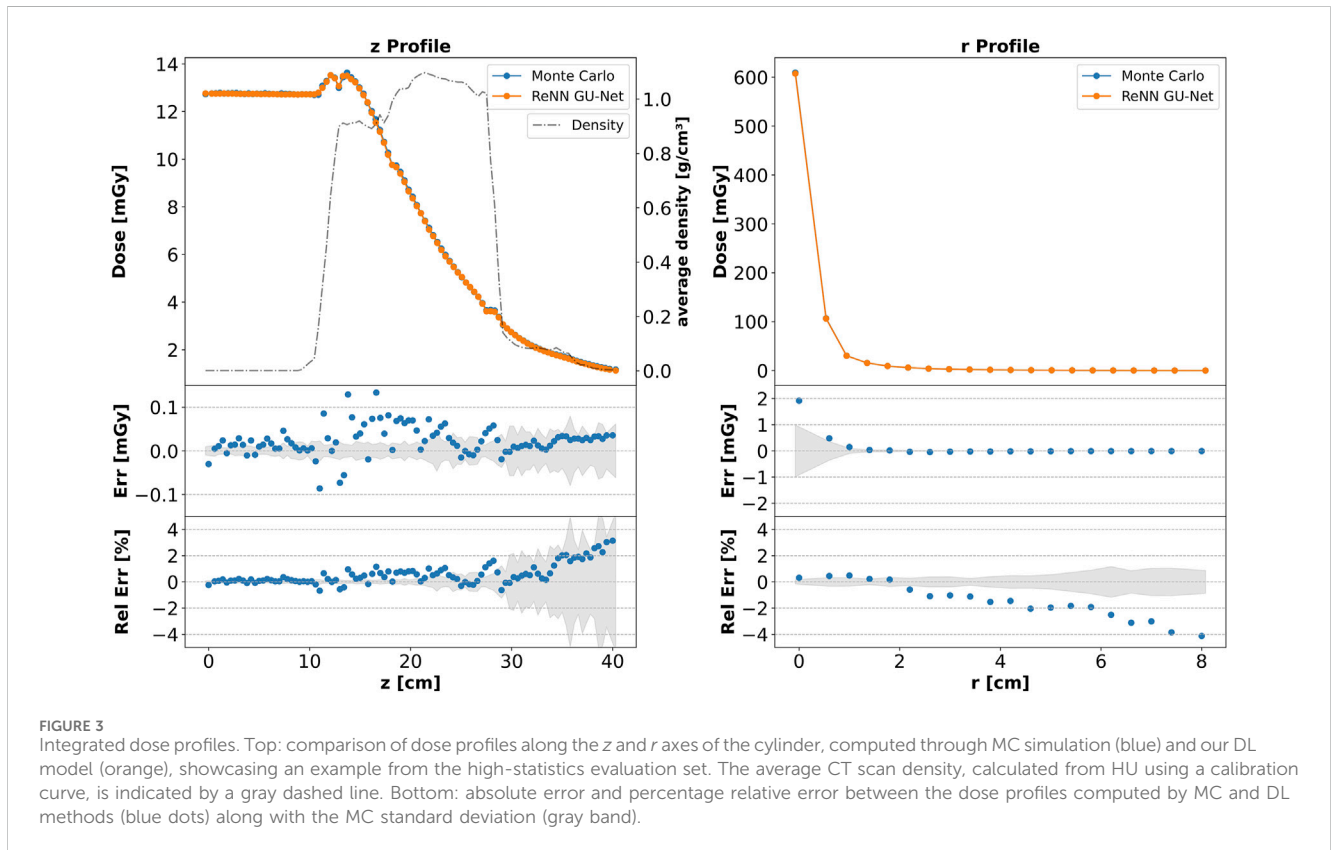 z Profile
14
12
10
8
6
4
2
Dose [mGy]
Monte Carlo
ReNN GU-Net
Density
1.0
0.8
0.6
0.4
0.2
0.0
average density [g/cm³]
0.1
0.0
−0.1
Err [mGy]
4
2
0
−2
−4
Rel Err [%]
0
10
20
30
40
z [cm]
r Profile
600
500
400
300
200
100
0
Dose [mGy]
Monte Carlo
ReNN GU-Net
2
1
0
−1
−2
Err [mGy]
4
2
0
−2
−4
Rel Err [%]
0
2
4
6
8
r [cm]
FIGURE 3
Integrated dose profiles. Top: comparison of dose profiles along the z and r axes of the cylinder, computed through MC simulation (blue) and our DL
model (orange), showcasing an example from the high-statistics evaluation set. The average CT scan density, calculated from HU using a calibration
curve, is indicated by a gray dashed line. Bottom: absolute error and percentage relative error between the dose profiles computed by MC and DL
methods (blue dots) along with the MC standard deviation (gray band).